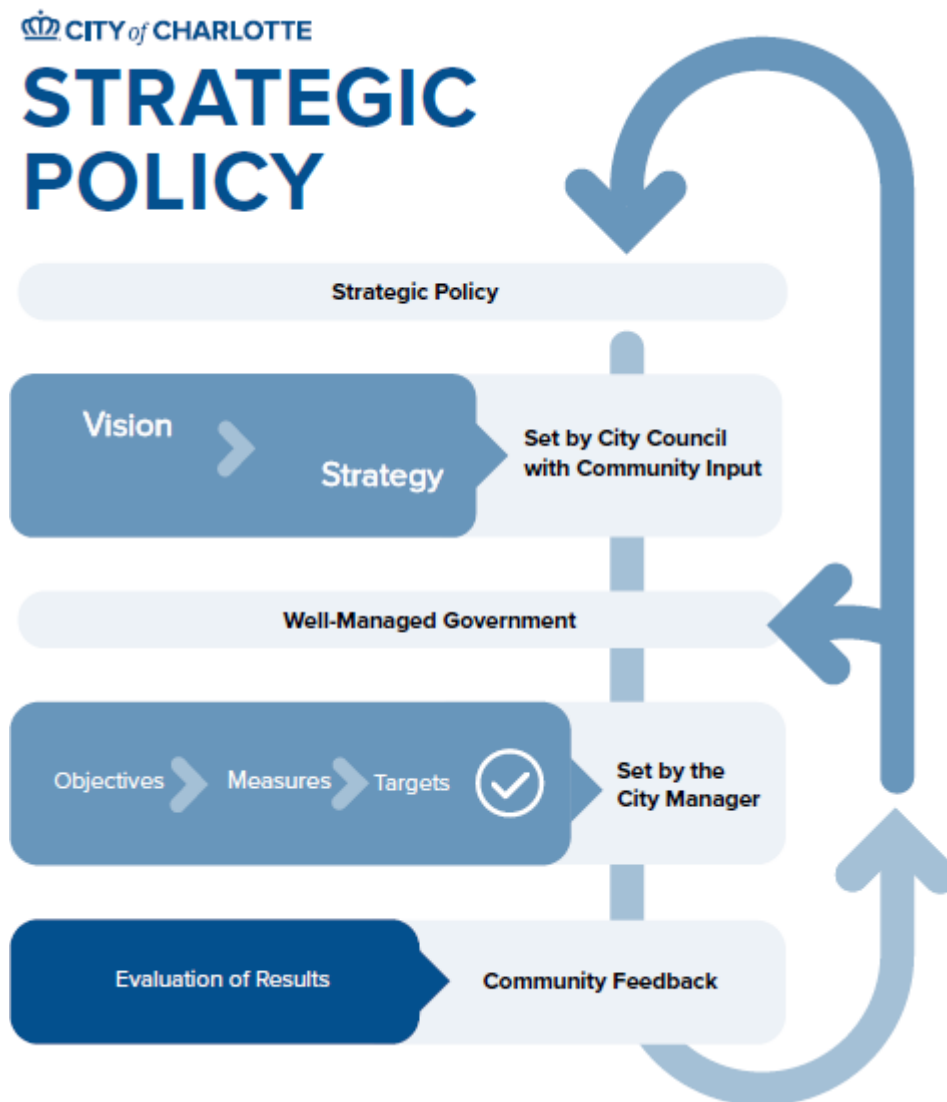 CITY of CHARLOTTE
STRATEGIC
POLICY
Strategic Policy
Vision
Strategy
Set by City Council
with Community Input
Well-Managed Government
Objectives Measures Targets
Set by the
City Manager
Evaluation of Results
Community Feedback